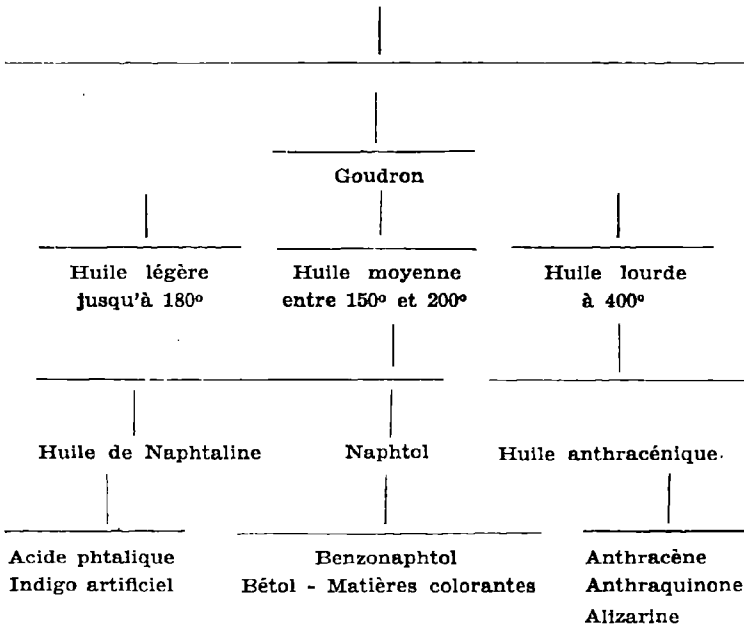 Goudron
Huile légère
jusqu'à 180°
Huile moyenne
entre 150° et 200°
Huile lourde
à 400°
Huile de Naphtaline
Naphtol
Huile anthracénique.
Acide phtalique
Indigo artificiel
Benzonaphtol
Bétol - Matières colorantes
Anthracène
Anthraquinone
Alizarine